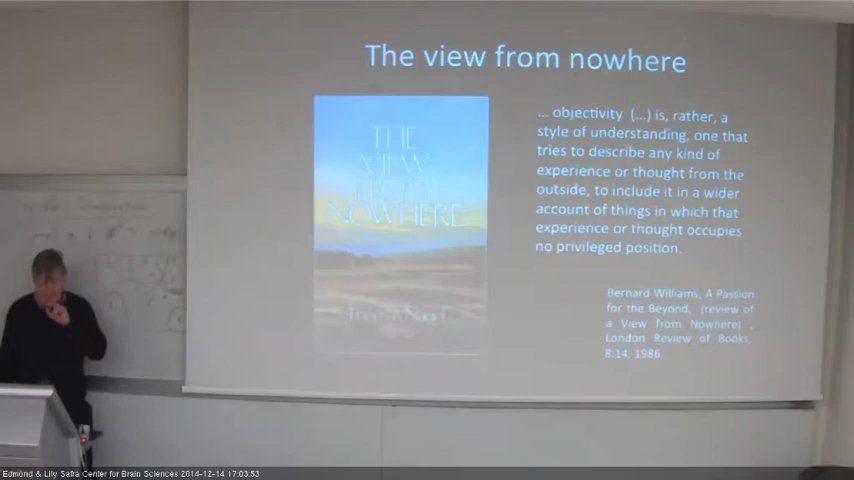 The view from nowhere
THE
VIEW
FROM
NOWHERE
Thomas Nagel
... objectivity (...) is, rather, a
style of understanding, one that
tries to describe any kind of
experience or thought from the
outside, to include it in a wider
account of things in which that
experience or thought occupies
no privileged position.
Bernard Williams, A Passion
for the Beyond, (review of
a View from Nowhere) ,
London Review of Books,
8:14, 1986
Edmond & Lily Safra Center for Brain Sciences 2014-12-14 17:03:53